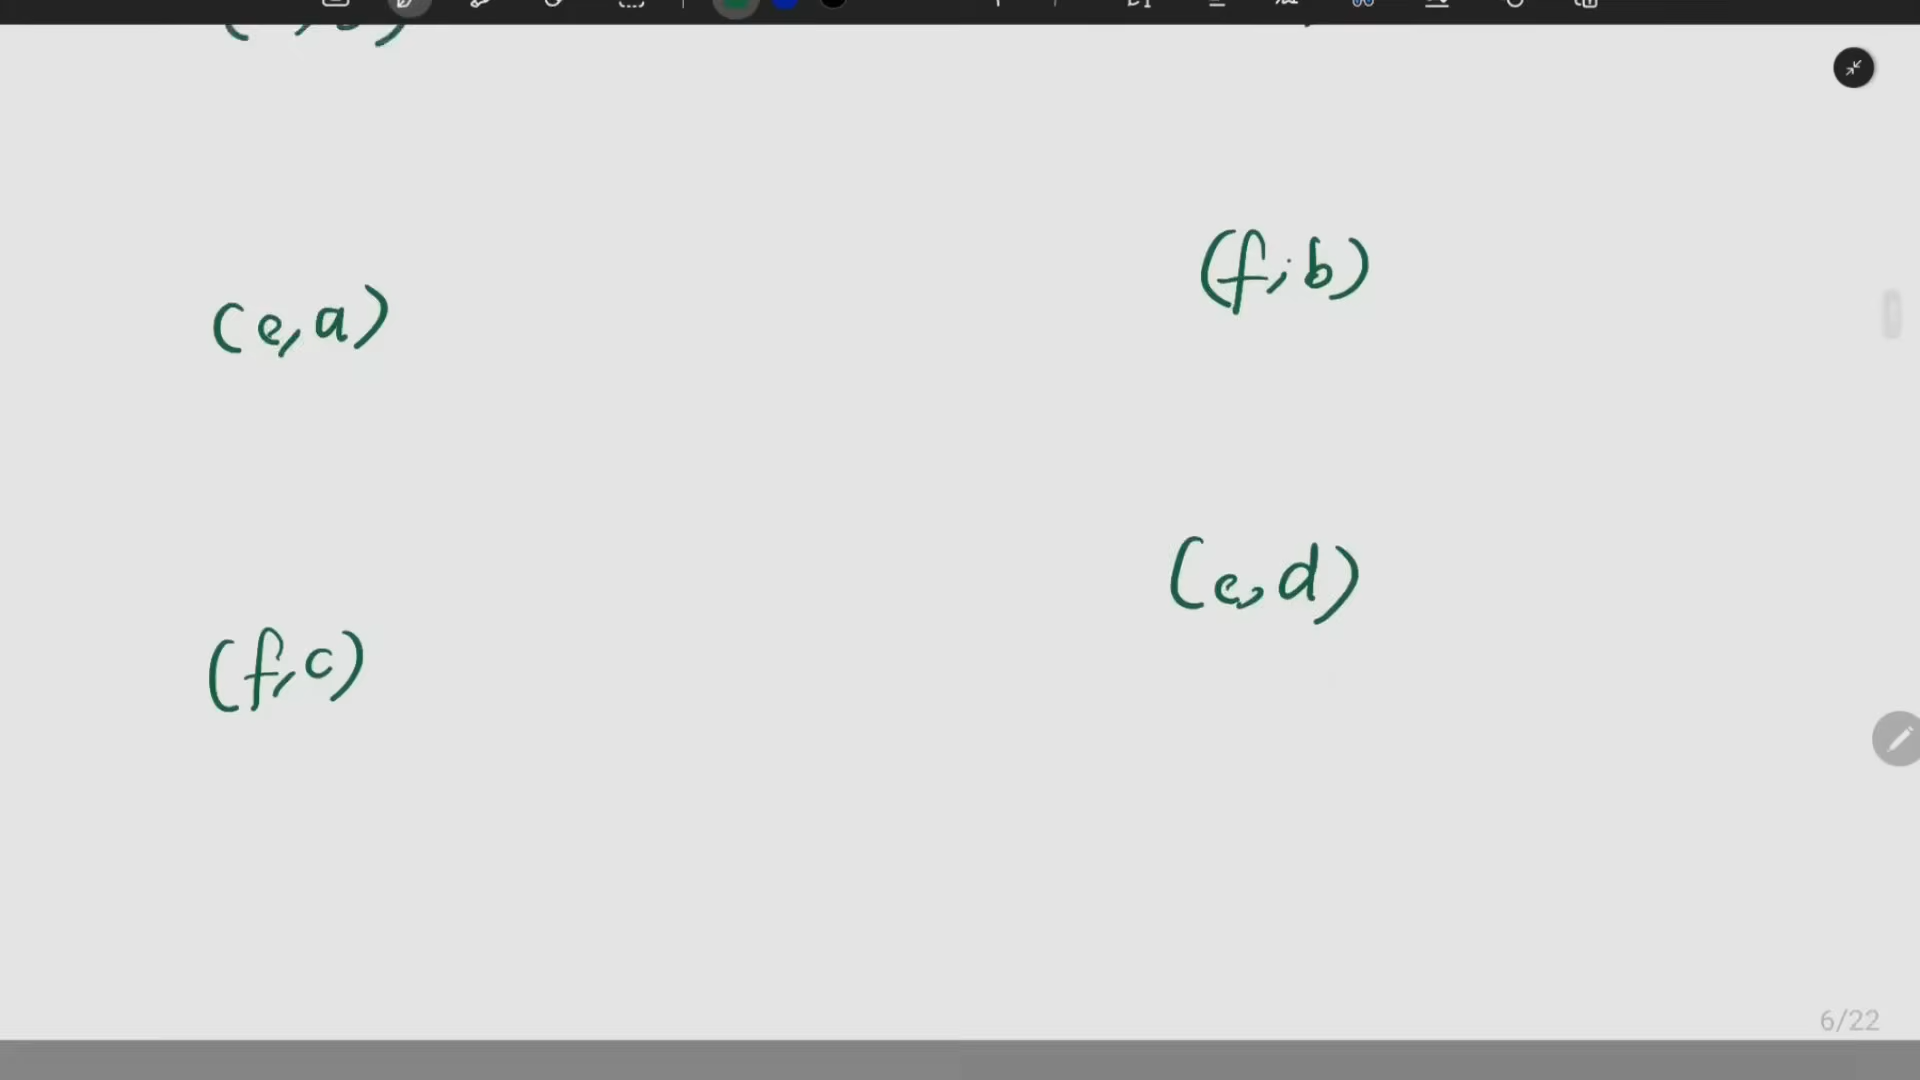 (f, b)
(e, a)
(e, d)
(f, c)
6/22